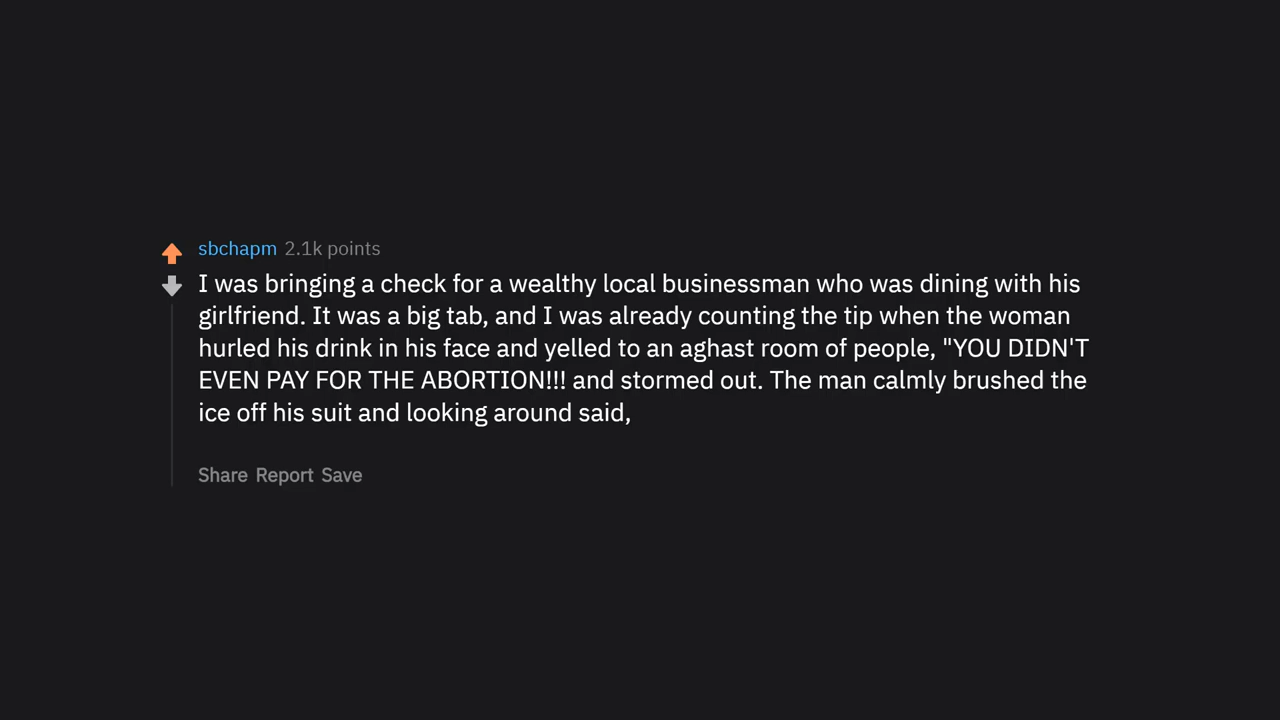 sbchapm 2.1k points
I was bringing a check for a wealthy local businessman who was dining with his
girlfriend. It was a big tab, and I was already counting the tip when the woman
hurled his drink in his face and yelled to an aghast room of people, "YOU DIDN'T
EVEN PAY FOR THE ABORTION!!! and stormed out. The man calmly brushed the
ice off his suit and looking around said,
Share Report Save